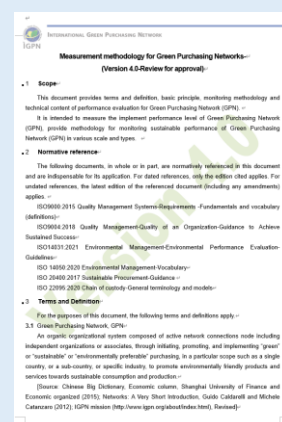 INTERNATIONAL GREEN PURCHASING NETWORK
IGPN
Measurement methodology for Green Purchasing Networks
(Version 4.0-Review for approval)
1 Scope
This document provides terms and definition, basic principle, monitoring methodology and
technical content of performance evaluation for Green Purchasing Network (GPN).
It is intended to measure the implement performance level of Green Purchasing Network
(GPN), provide methodology for monitoring sustainable performance of Green Purchasing
Network (GPN) in various scale and types.
2 Normative reference
The following documents, in whole or in part, are normatively referenced in this document
and are indispensable for its application. For dated references, only the edition cited applies. For
undated references, the latest edition of the referenced document (including any amendments)
applies.
ISO9000:2015 Quality Management Systems-Requirements -Fundamentals and vocabulary
(definitions)
ISO9004:2018 Quality Management-Quality of an Organization-Guidance to Achieve
Sustained Success
ISO14031:2021 Environmental Management-Environmental Performance Evaluation-
Guidelines
ISO 14050:2020 Environmental Management-Vocabulary
ISO 20400:2017 Sustainable Procurement-Guidance
ISO 22095:2020 Chain of custody-General terminology and models
3 Terms and Definition
For the purposes of this document, the following terms and definitions apply.
3.1 Green Purchasing Network, GPN
An organic organizational system composed of active network connections node including
independent organizations or associates, through initiating, promoting, and implementing "green"
or "sustainable" or "environmentally preferable" purchasing, in a particular scope such as a single
country, or a sub-country, or specific industry, to promote environmentally friendly products and
services towards sustainable consumption and production.
[Source: Chinese Big Dictionary, Economic column, Shanghai University of Finance and
Economic organized (2015); Networks: A Very Short Introduction, Guido Caldarelli and Michele
Catanzaro (2012); IGPN mission (http://www.igpn.org/about/index.html), Revised]
Version 4.0